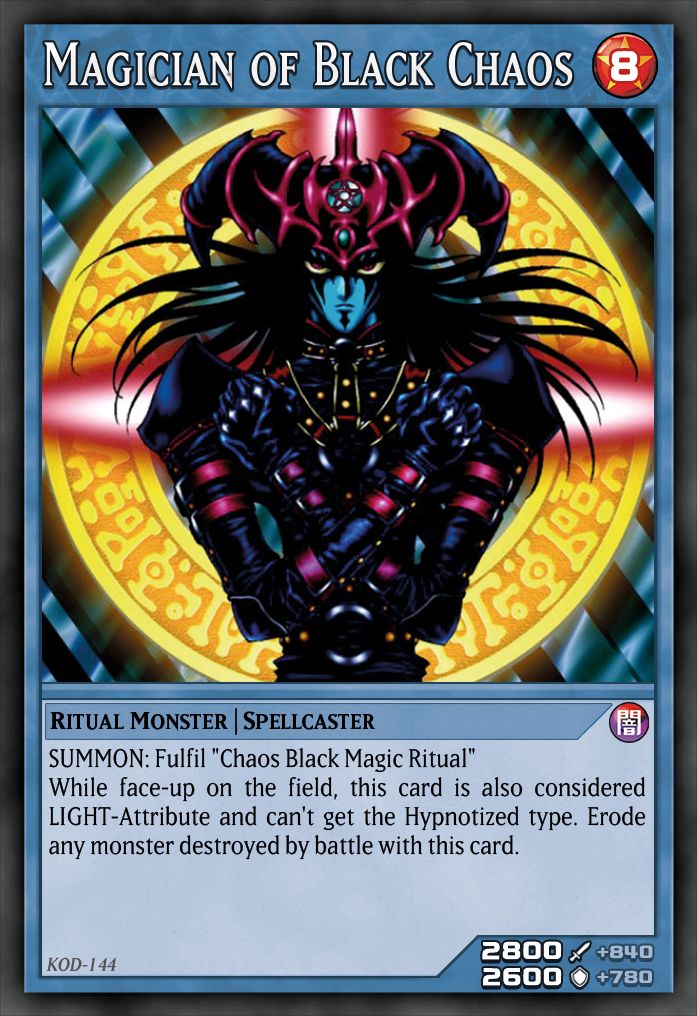 Magician of Black Chaos 8
Ritual Monster | Spellcaster 闇
SUMMON: Fulfil "Chaos Black Magic Ritual"
While face-up on the field, this card is also considered
LIGHT-Attribute and can't get the Hypnotized type. Erode
any monster destroyed by battle with this card.
2800 +840
KOD-144
2600 +780